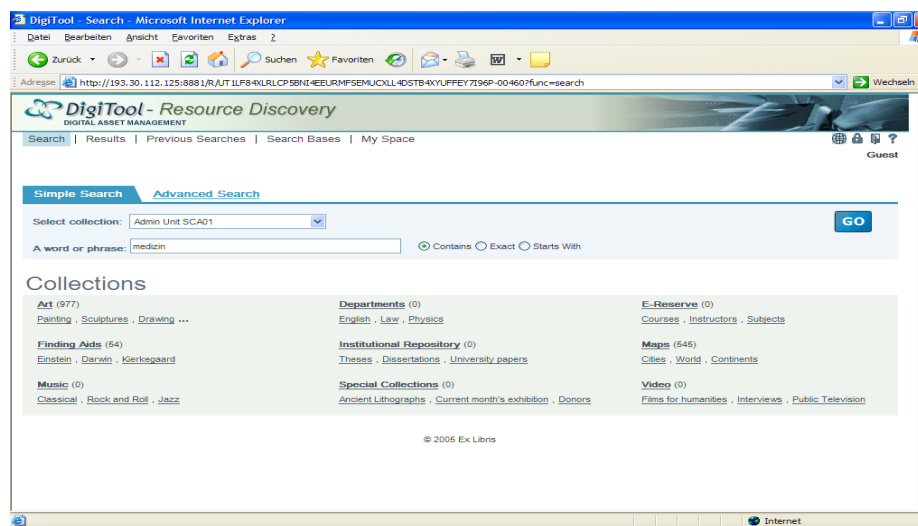 DigiTool - Search - Microsoft Internet Explorer
Datei Bearbeiten Ansicht Favoriten Extras ?
Zurück Suchen Favoriten
Adresse http://193.30.112.125:8881/R/UT1LF84XLRLCP5BNI4EEURMFSEMUCXLL4DSTB4XYUFFEY7I96P-00460?func=search Wechseln
DigiTool - Resource Discovery
DIGITAL ASSET MANAGEMENT
Search | Results | Previous Searches | Search Bases | My Space ?
Guest
Simple Search Advanced Search
Select collection: Admin Unit SCA01 GO
A word or phrase: medizin Contains Exact Starts With
Collections
Art (977) Departments (0) E-Reserve (0)
Painting , Sculptures , Drawing ... English , Law , Physics Courses , Instructors , Subjects
Finding Aids (54) Institutional Repository (0) Maps (545)
Einstein , Darwin , Kierkegaard Theses , Dissertations , University papers Cities , World , Continents
Music (0) Special Collections (0) Video (0)
Classical , Rock and Roll , Jazz Ancient Lithographs , Current month's exhibition , Donors Films for humanities , Interviews , Public Television
© 2005 Ex Libris
Internet